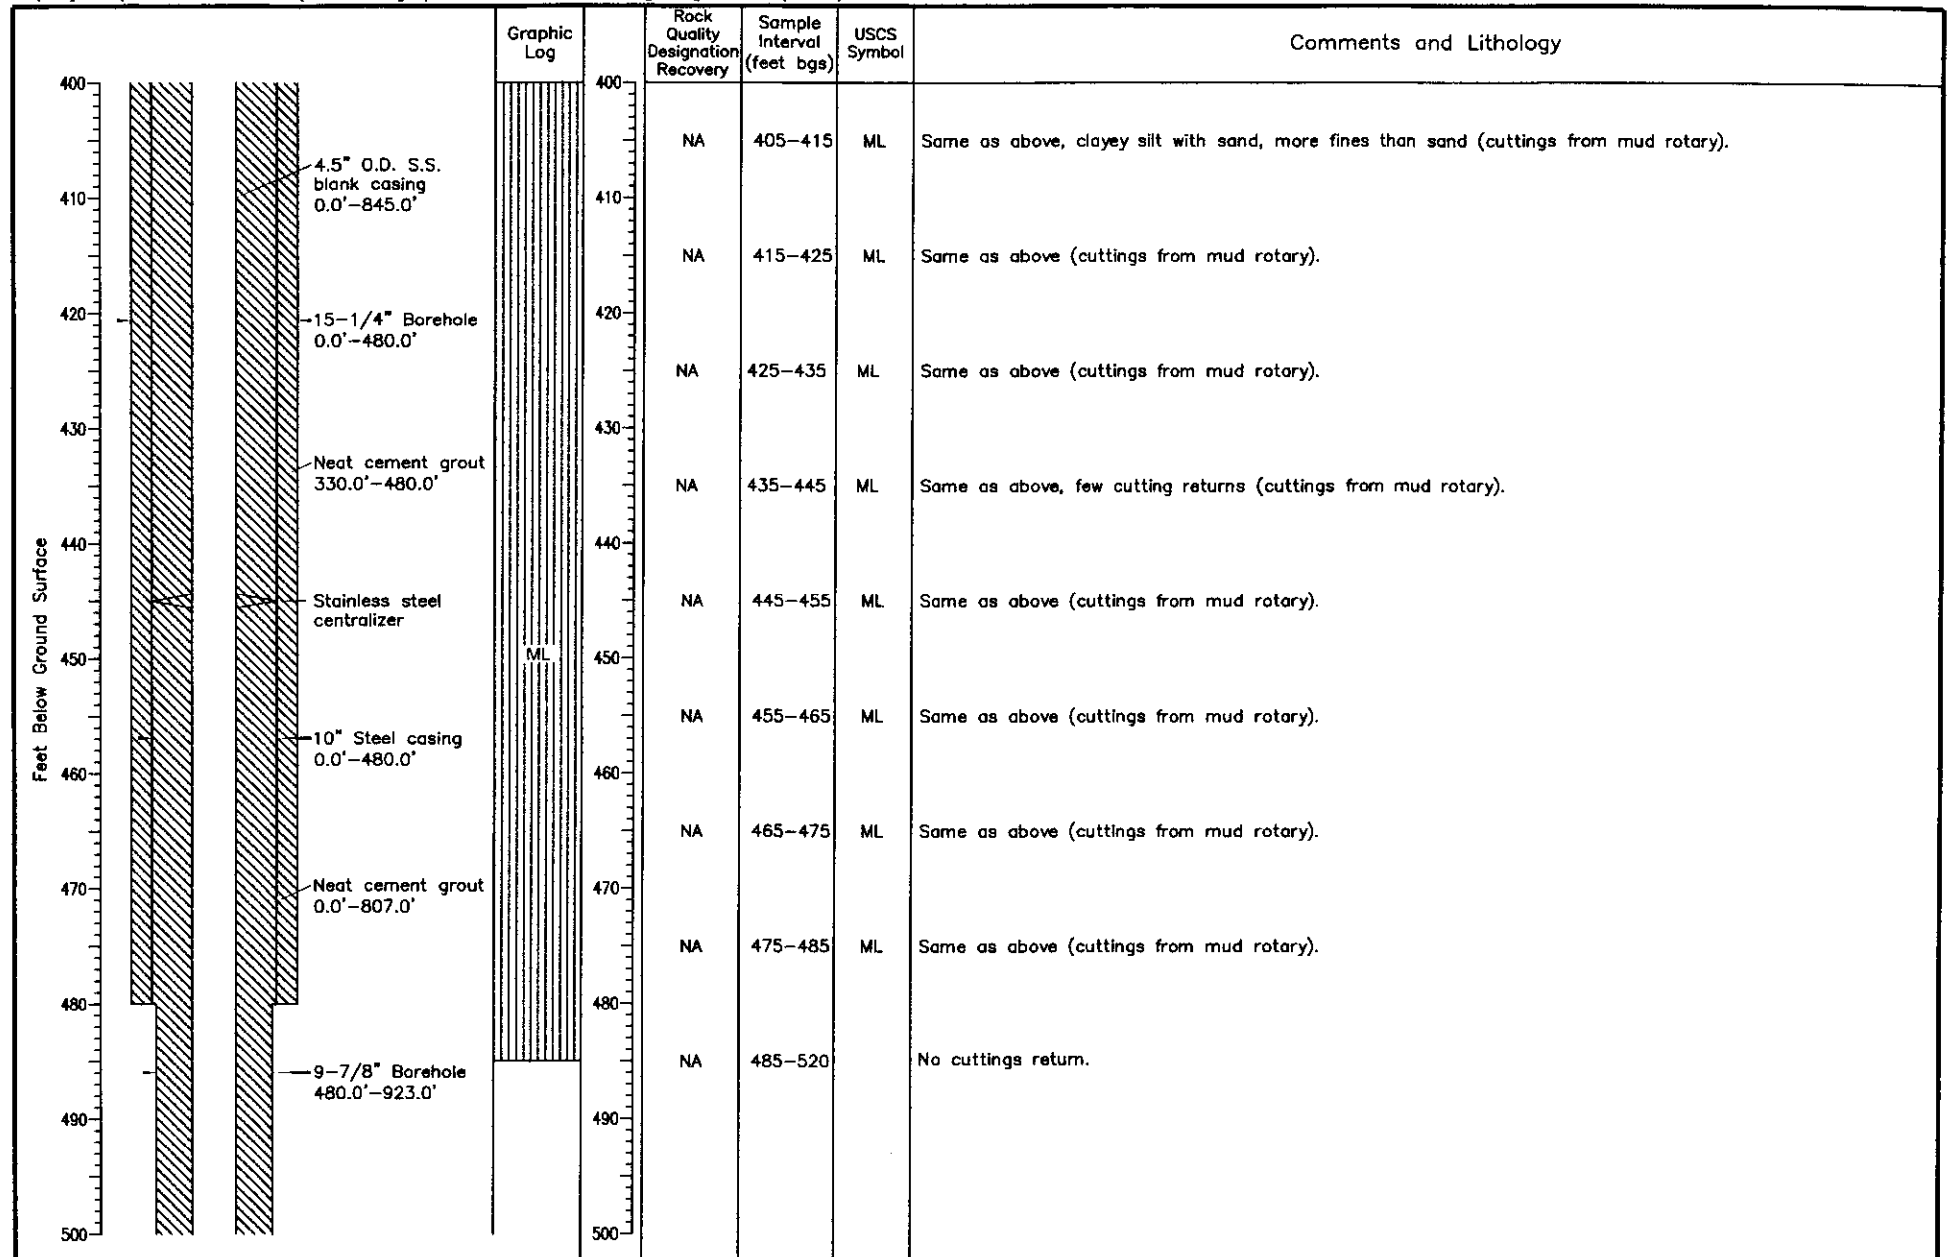 Graphic
Log
Rock
Quality
Designation
Recovery
Sample
Interval
(feet bgs)
USCS
Symbol
Comments and Lithology
Feet Below Ground Surface
400
410
420
430
440
450
460
470
480
490
500
4.5" O.D. S.S.
blank casing
0.0'-845.0'
15-1/4" Borehole
0.0'-480.0'
Neat cement grout
330.0'-480.0'
Stainless steel
centralizer
10" Steel casing
0.0'-480.0'
Neat cement grout
0.0'-807.0'
9-7/8" Borehole
480.0'-923.0'
ML
400
410
420
430
440
450
460
470
480
490
500
NA 405-415 ML Same as above, clayey silt with sand, more fines than sand (cuttings from mud rotary).
NA 415-425 ML Same as above (cuttings from mud rotary).
NA 425-435 ML Same as above (cuttings from mud rotary).
NA 435-445 ML Same as above, few cutting returns (cuttings from mud rotary).
NA 445-455 ML Same as above (cuttings from mud rotary).
NA 455-465 ML Same as above (cuttings from mud rotary).
NA 465-475 ML Same as above (cuttings from mud rotary).
NA 475-485 ML Same as above (cuttings from mud rotary).
NA 485-520 No cuttings return.